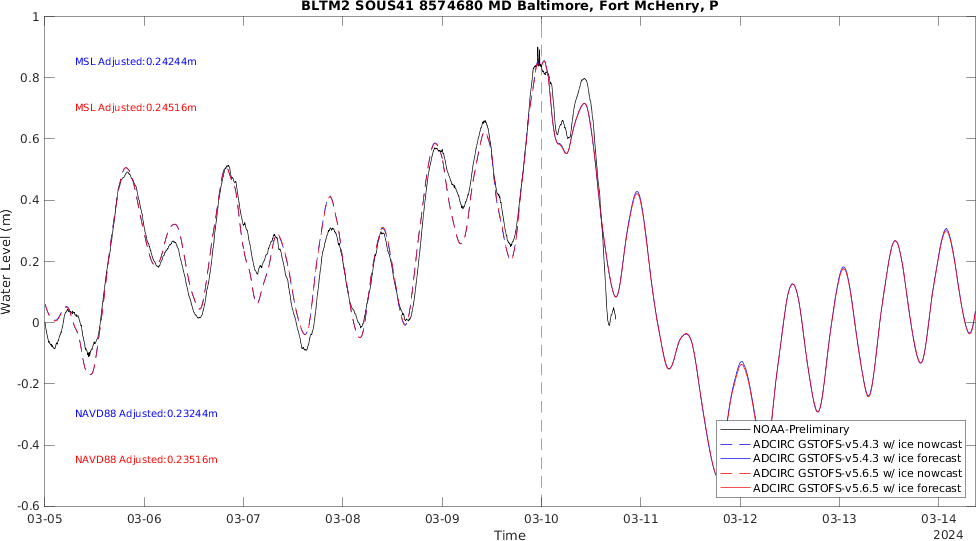 BLTM2 SOUS41 8574680 MD Baltimore, Fort McHenry, P
1
0.8
0.6
0.4
0.2
0
-0.2
-0.4
-0.6
Water Level (m)
MSL Adjusted:0.24244m
MSL Adjusted:0.24516m
NAVD88 Adjusted:0.23244m
NAVD88 Adjusted:0.23516m
NOAA-Preliminary
ADCIRC GSTOFS-v5.4.3 w/ ice nowcast
ADCIRC GSTOFS-v5.4.3 w/ ice forecast
ADCIRC GSTOFS-v5.6.5 w/ ice nowcast
ADCIRC GSTOFS-v5.6.5 w/ ice forecast
03-05 03-06 03-07 03-08 03-09 03-10 03-11 03-12 03-13 03-14
Time
2024